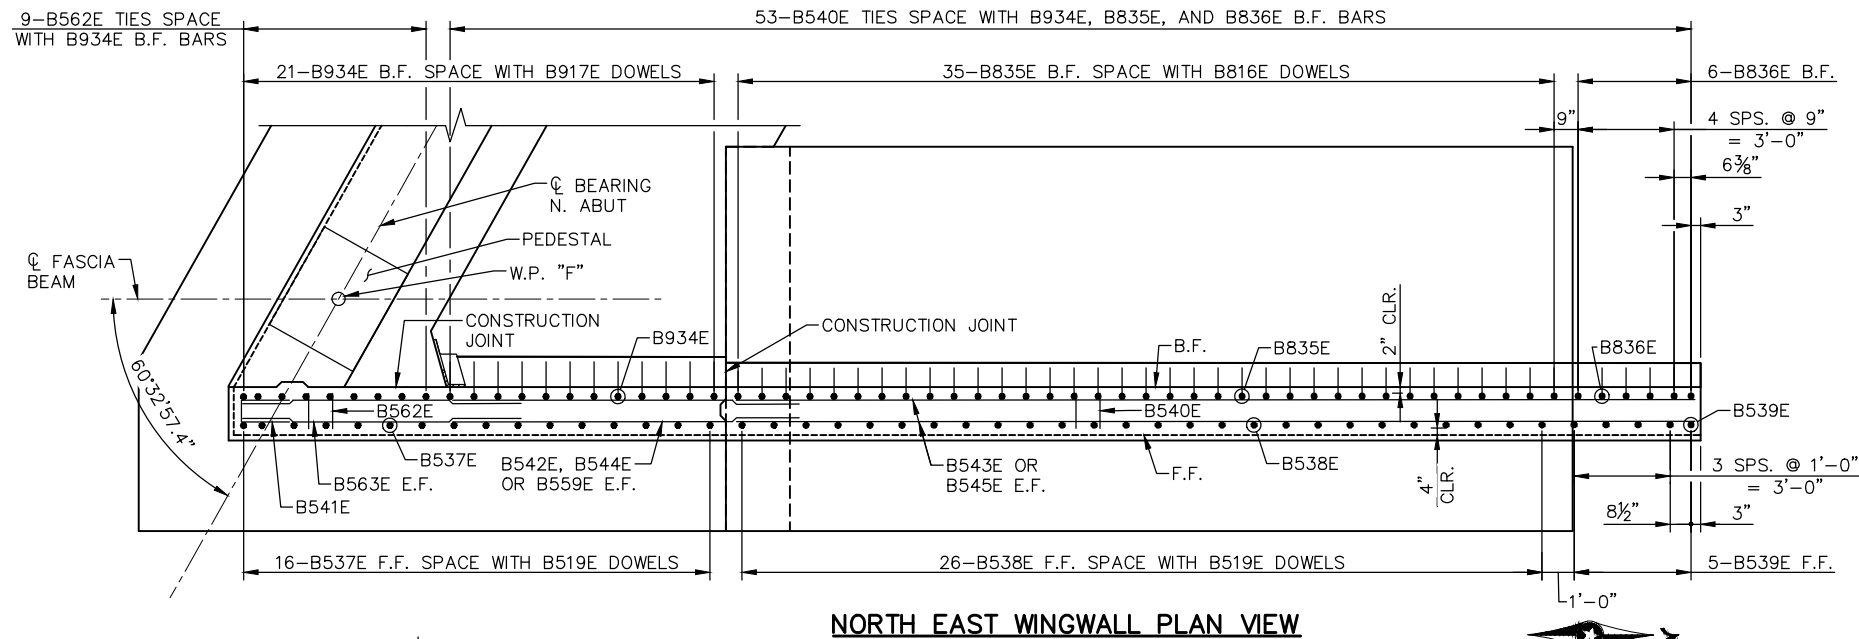 9-B562E TIES SPACE
WITH B934E B.F. BARS
53-B540E TIES SPACE WITH B934E, B835E, AND B836E B.F. BARS
21-B934E B.F. SPACE WITH B917E DOWELS
35-B835E B.F. SPACE WITH B816E DOWELS
6-B836E B.F.
9"
4 SPS. @ 9"
= 3'-0"
6⅜"
3"
℄ BEARING
N. ABUT
PEDESTAL
W.P. "F"
℄ FASCIA
BEAM
CONSTRUCTION
JOINT
B934E
CONSTRUCTION JOINT
B.F.
B835E
2" CLR.
B836E
60°32'57.4"
B562E
B540E
B539E
B537E
B542E, B544E
OR B559E E.F.
B543E OR
B545E E.F.
F.F.
B538E
4"
CLR.
3 SPS. @ 1'-0"
= 3'-0"
B563E E.F.
B541E
8½"
3"
16-B537E F.F. SPACE WITH B519E DOWELS
26-B538E F.F. SPACE WITH B519E DOWELS
5-B539E F.F.
1'-0"
NORTH EAST WINGWALL PLAN VIEW